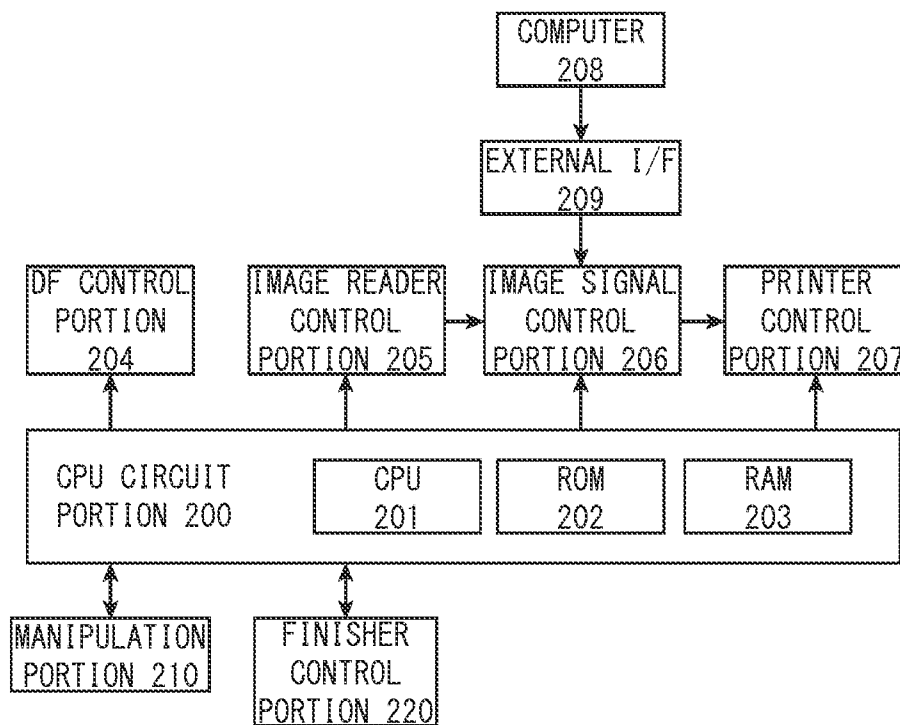 COMPUTER
208
EXTERNAL I/F
209
DF CONTROL
PORTION
204
IMAGE READER
CONTROL
PORTION 205
IMAGE SIGNAL
CONTROL
PORTION 206
PRINTER
CONTROL
PORTION 207
CPU CIRCUIT
PORTION 200
CPU
201
ROM
202
RAM
203
MANIPULATION
PORTION 210
FINISHER
CONTROL
PORTION 220